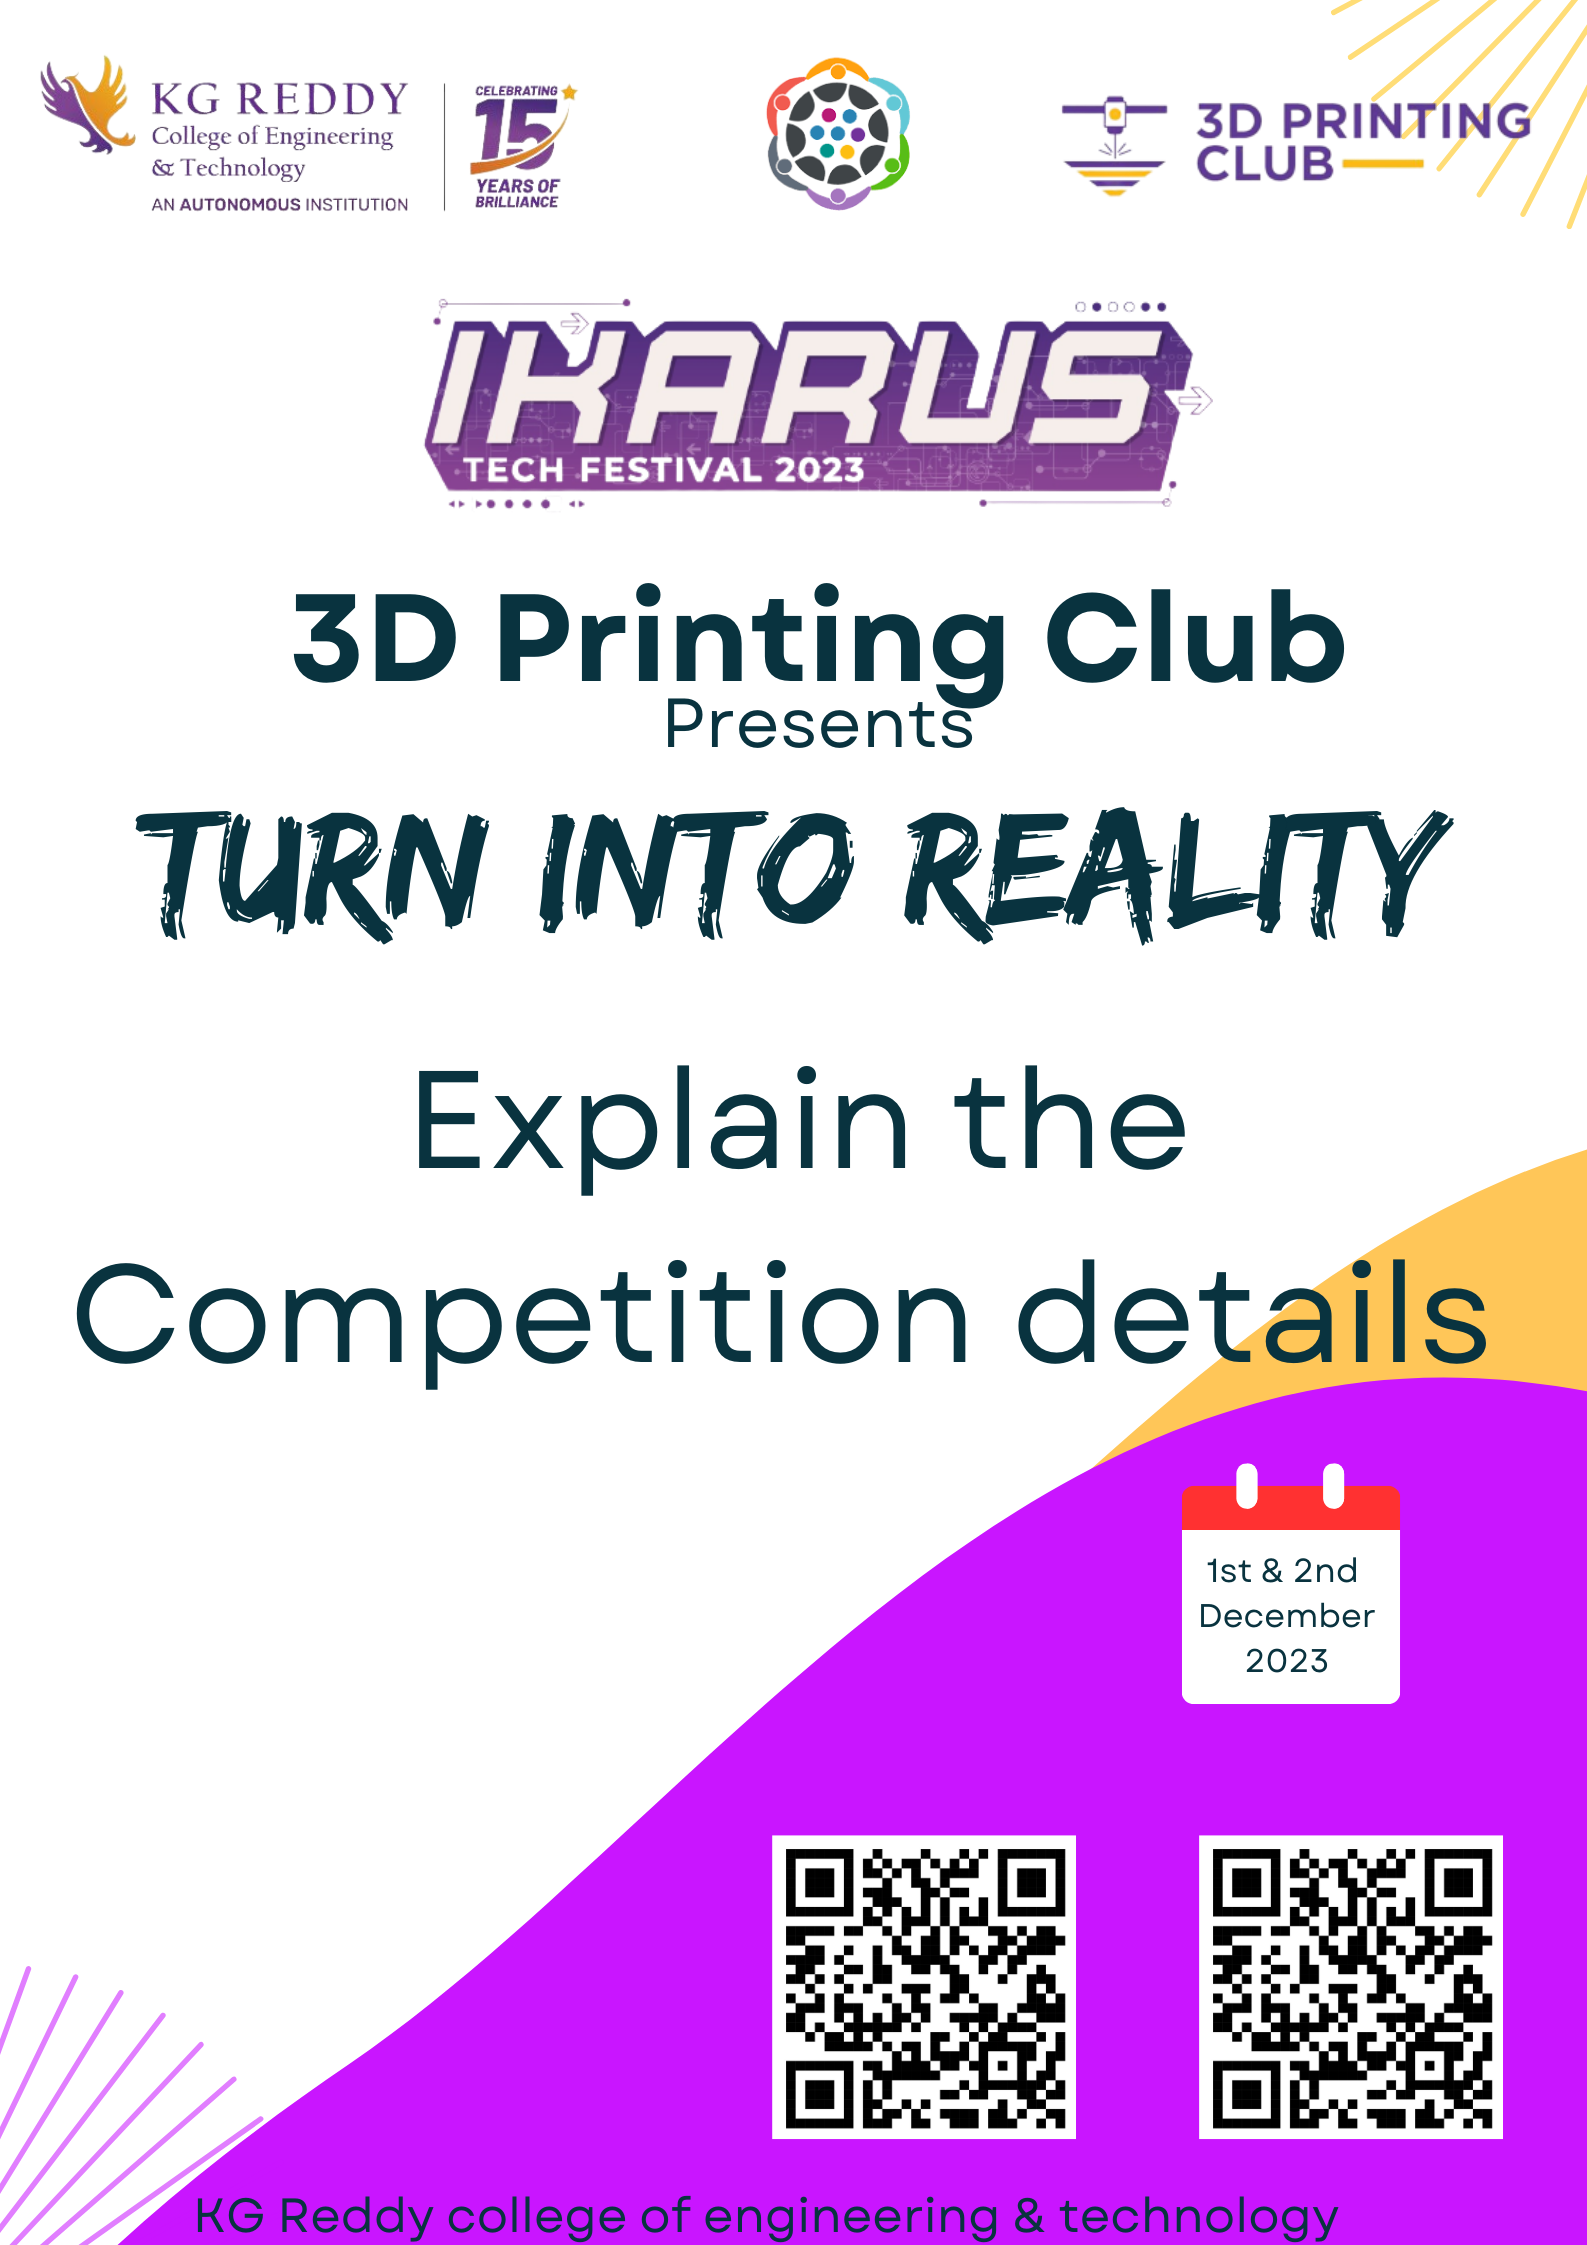 KG REDDY
College of Engineering
& Technology
AN AUTONOMOUS INSTITUTION
CELEBRATING
15
YEARS OF
BRILLIANCE
3D PRINTING
CLUB
IKARUS
TECH FESTIVAL 2023
3D Printing Club
Presents
TURN INTO REALITY
Explain the
Competition details
1st & 2nd
December
2023
KG Reddy college of engineering & technology